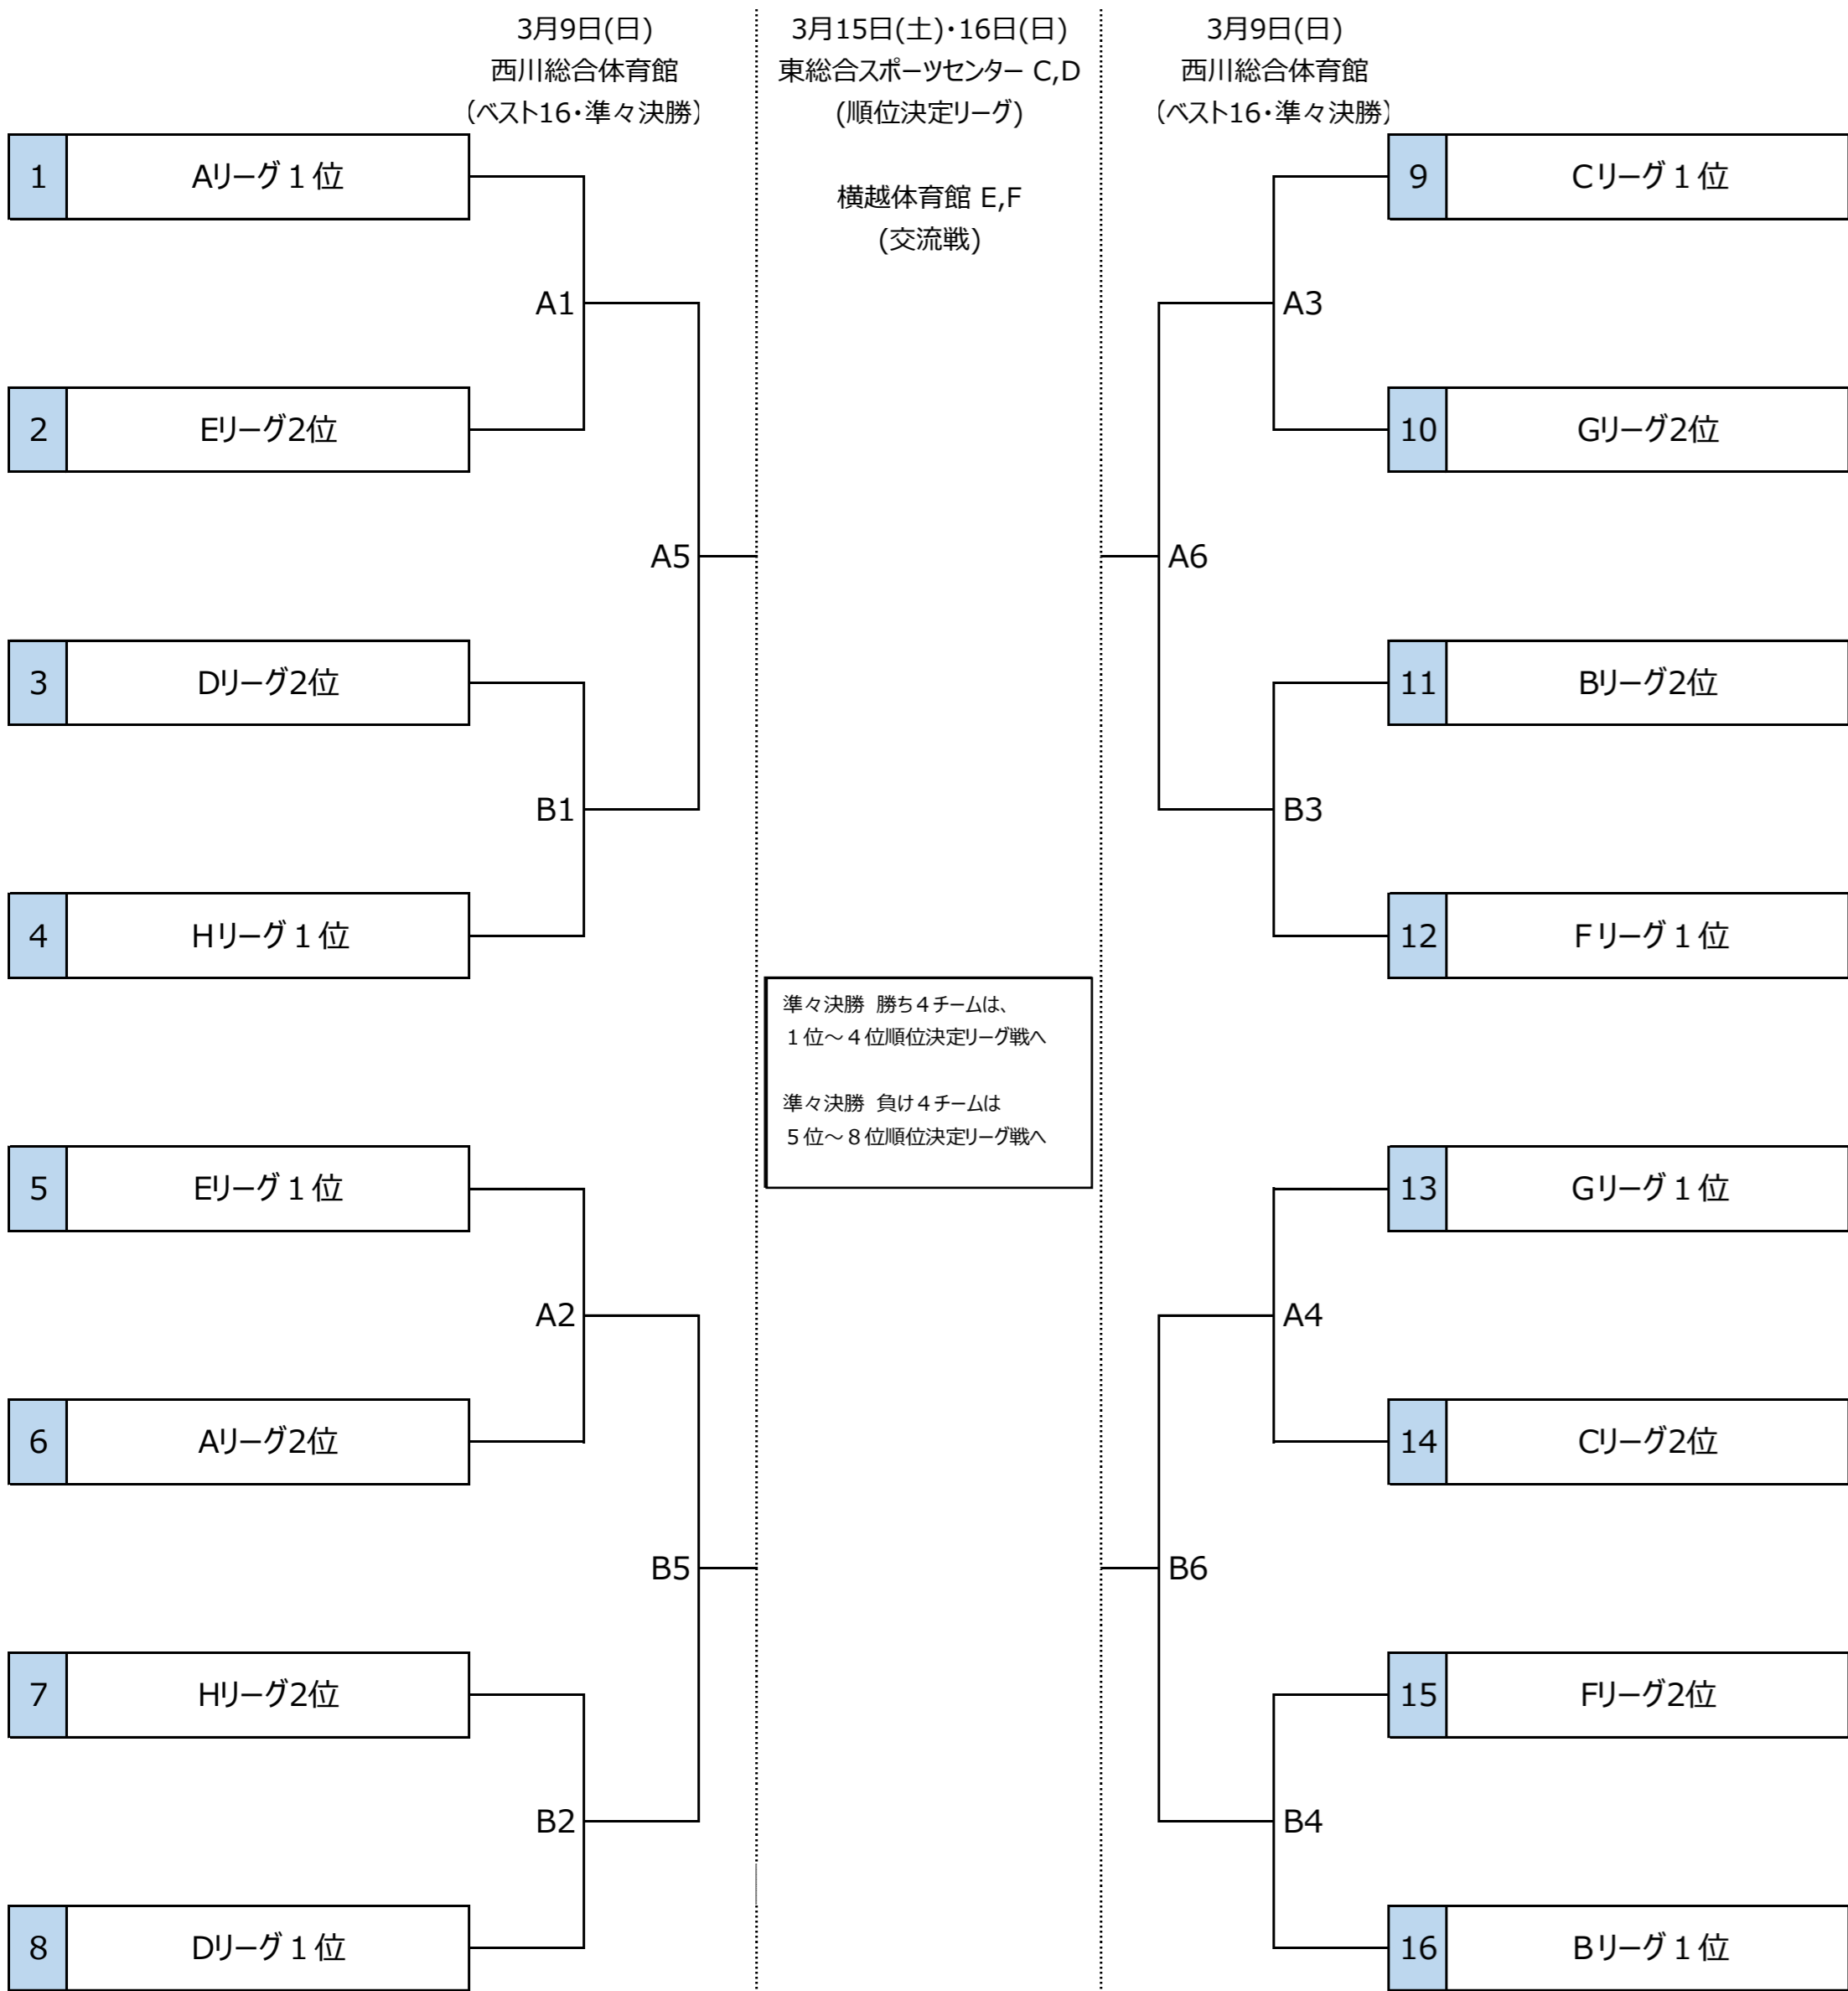 3月9日(日)
西川総合体育館
(ベスト16・準々決勝)
3月15日(土)・16日(日)
東総合スポーツセンター C,D
(順位決定リーグ)
横越体育館 E,F
(交流戦)
3月9日(日)
西川総合体育館
(ベスト16・準々決勝)
1 Aリーグ１位
A1
2 Eリーグ2位
A5
3 Dリーグ2位
B1
4 Hリーグ１位
5 Eリーグ１位
A2
6 Aリーグ2位
B5
7 Hリーグ2位
B2
8 Dリーグ１位
準々決勝 勝ち４チームは、
１位～４位順位決定リーグ戦へ
準々決勝 負け４チームは
５位～８位順位決定リーグ戦へ
9 Cリーグ１位
A3
10 Gリーグ2位
A6
11 Bリーグ2位
B3
12 Fリーグ１位
13 Gリーグ１位
A4
14 Cリーグ2位
B6
15 Fリーグ2位
B4
16 Bリーグ１位